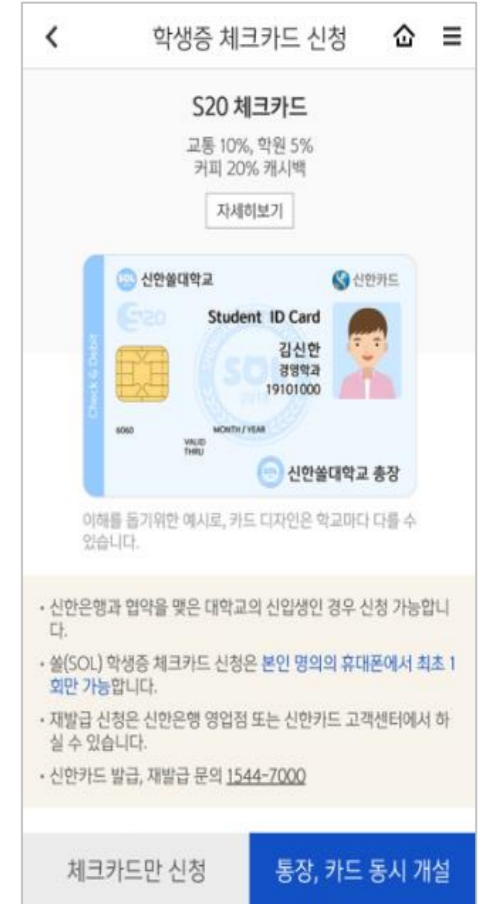 학생증 체크카드 신청
S20 체크카드
교통 10%, 학원 5%
커피 20% 캐시백
자세히보기
SOL 신한쏠대학교
신한카드
S20
Student ID Card
김신한
경영학과
19101000
Check & Debit
SOL
6060
MONTH / YEAR
VALID
THRU
신한쏠대학교 총장
이해를 돕기위한 예시로, 카드 디자인은 학교마다 다를 수
있습니다.
• 신한은행과 협약을 맺은 대학교의 신입생인 경우 신청 가능합니
다.
• 쏠(SOL) 학생증 체크카드 신청은 본인 명의의 휴대폰에서 최초 1
회만 가능합니다.
• 재발급 신청은 신한은행 영업점 또는 신한카드 고객센터에서 하
실 수 있습니다.
• 신한카드 발급, 재발급 문의 1544-7000
체크카드만 신청
통장, 카드 동시 개설